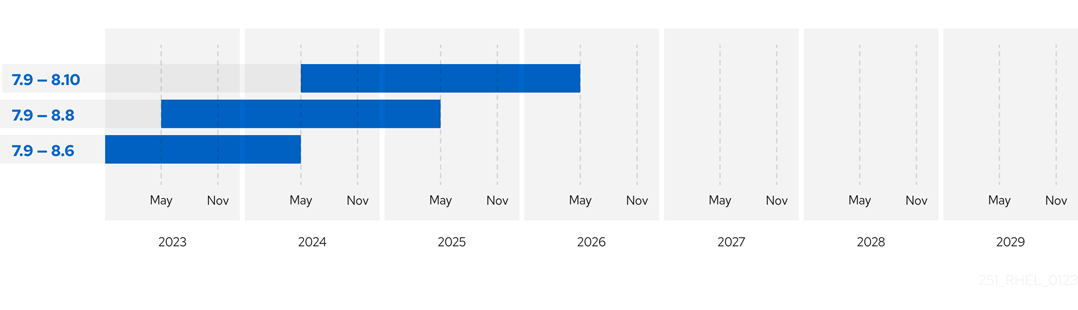 7.9 – 8.10
7.9 – 8.8
7.9 – 8.6
May Nov May Nov May Nov May Nov May Nov May Nov May Nov
2023 2024 2025 2026 2027 2028 2029
251_RHEL_0123